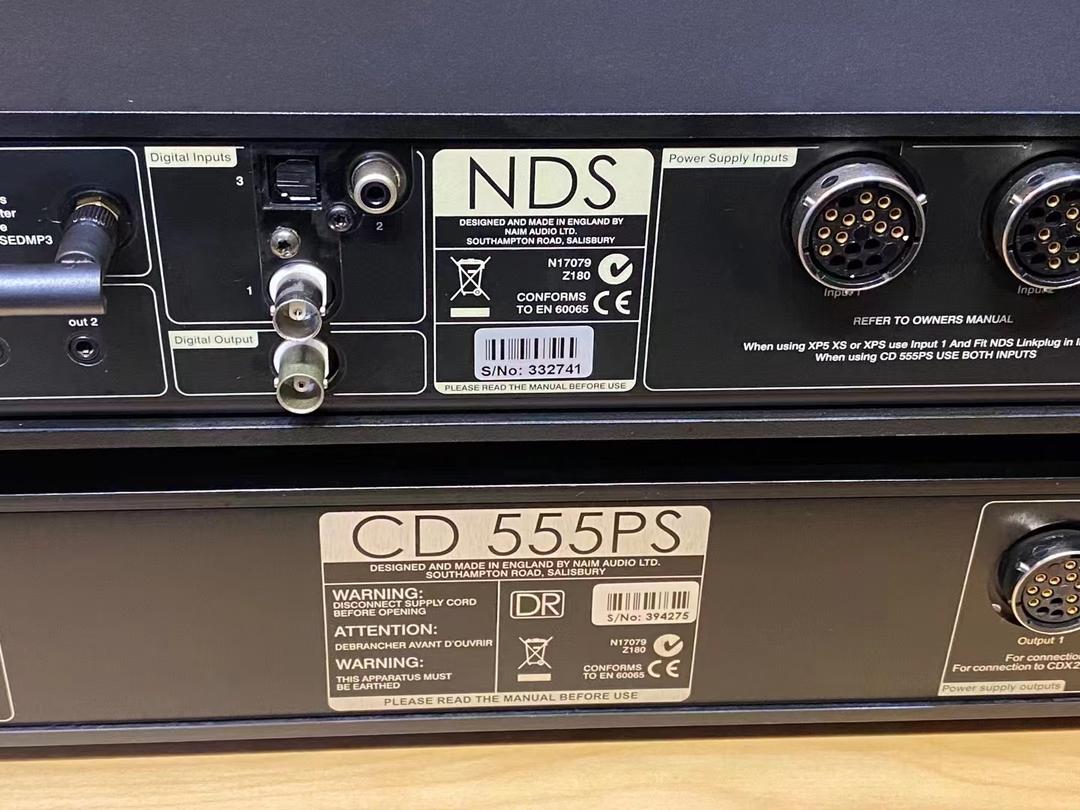 ter
SEDMP3
out 2
Digital Inputs
3
2
1
Digital Output
NDS
DESIGNED AND MADE IN ENGLAND BY
NAIM AUDIO LTD.
SOUTHAMPTON ROAD, SALISBURY
N17079
Z180
CONFORMS
TO EN 60065
CE
S/No: 332741
PLEASE READ THE MANUAL BEFORE USE
Power Supply Inputs
Input 1
Input 2
REFER TO OWNERS MANUAL
When using XP5 XS or XPS use Input 1 And Fit NDS Linkplug in
When using CD 555PS USE BOTH INPUTS
CD 555PS
DESIGNED AND MADE IN ENGLAND BY NAIM AUDIO LTD.
SOUTHAMPTON ROAD, SALISBURY
WARNING:
DISCONNECT SUPPLY CORD
BEFORE OPENING
ATTENTION:
DEBRANCHER AVANT D'OUVRIR
WARNING:
THIS APPARATUS MUST
BE EARTHED
DR
S/No: 394275
N17079
Z180
CONFORMS
TO EN 60065
CE
PLEASE READ THE MANUAL BEFORE USE
Output 1
For connectio
For connection to CDX2
Power supply outputs